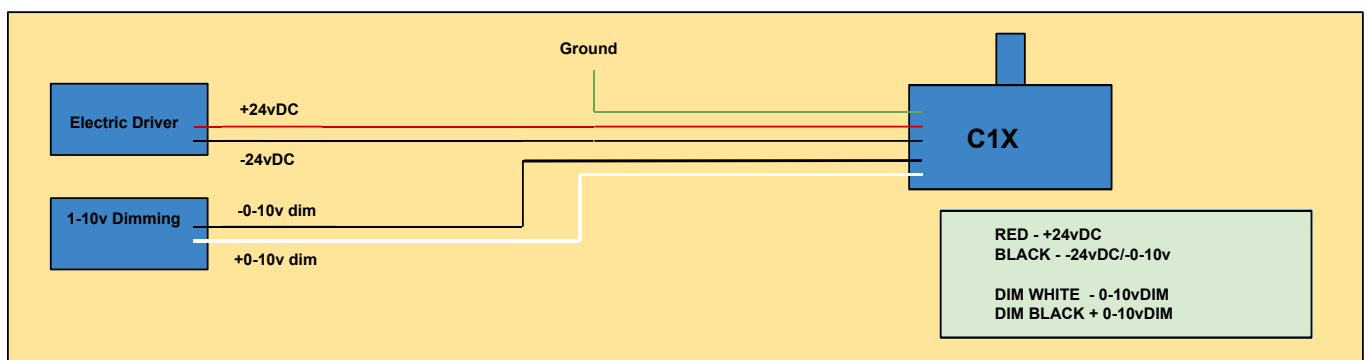 Ground
+24vDC
Electric Driver
C1X
-24vDC
-0-10v dim
1-10v Dimming
+0-10v dim
RED - +24vDC
BLACK - -24vDC/-0-10v
DIM WHITE - 0-10vDIM
DIM BLACK + 0-10vDIM